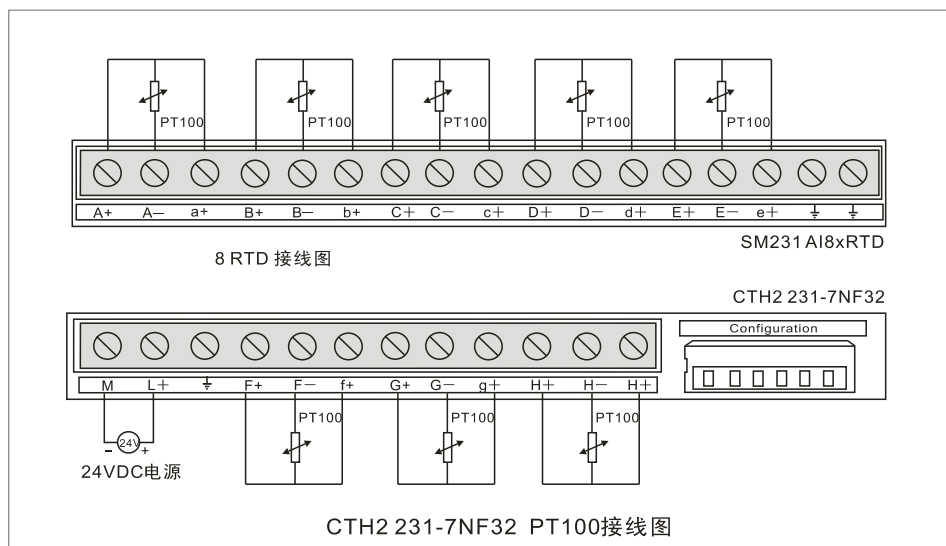 PT100 PT100 PT100 PT100 PT100
A+ A− a+ B+ B− b+ C+ C− c+ D+ D− d+ E+ E− e+
SM231 AI8xRTD
8 RTD 接线图
CTH2 231-7NF32
Configuration
M L+ F+ F− f+ G+ G− g+ H+ H− H+
PT100 PT100 PT100
− 24V +
24VDC电源
CTH2 231-7NF32 PT100接线图